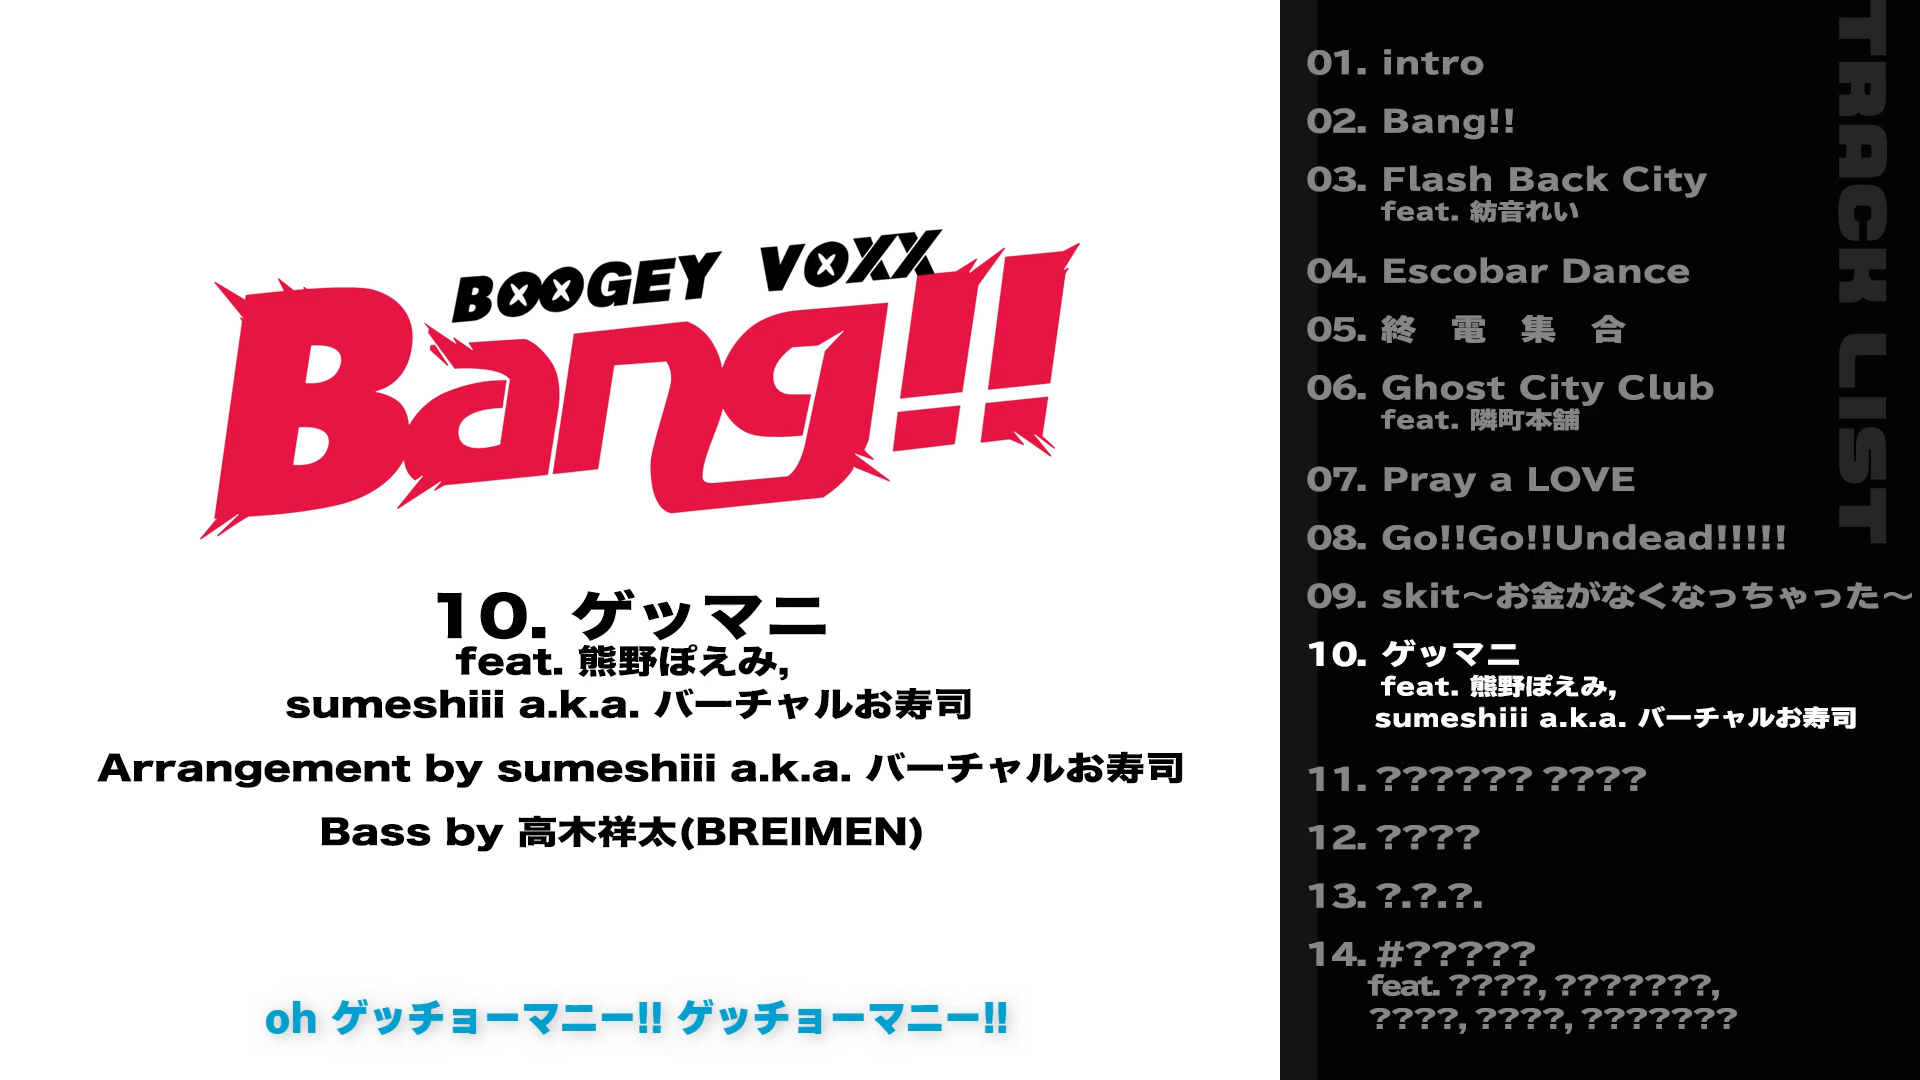 BOOGEY VOXX
Bang!!
10. ゲッマニ
feat. 熊野ぽえみ,
sumeshiii a.k.a. バーチャルお寿司
Arrangement by sumeshiii a.k.a. バーチャルお寿司
Bass by 高木祥太(BREIMEN)
oh ゲッチョーマニー!! ゲッチョーマニー!!
TRACK LIST
01. intro
02. Bang!!
03. Flash Back City
feat. 紡音れい
04. Escobar Dance
05. 終　電　集　合
06. Ghost City Club
feat. 隣町本舗
07. Pray a LOVE
08. Go!!Go!!Undead!!!!!
09. skit〜お金がなくなっちゃった〜
10. ゲッマニ
feat. 熊野ぽえみ,
sumeshiii a.k.a. バーチャルお寿司
11. ?????? ????
12. ????
13. ?.?.?.
14. #?????
feat. ????, ???????,
????, ????, ???????